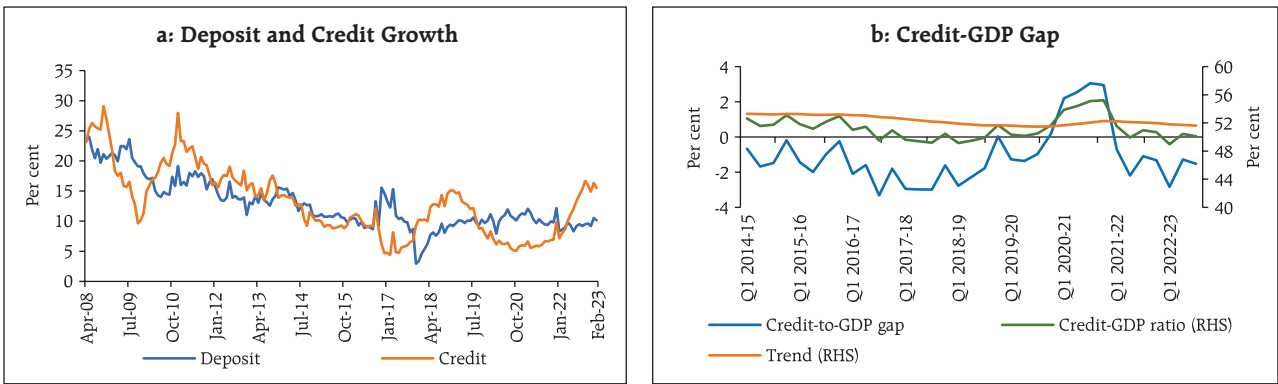 a: Deposit and Credit Growth
Per cent
35
30
25
20
15
10
5
0
Apr-08
Jul-09
Oct-10
Jan-12
Apr-13
Jul-14
Oct-15
Jan-17
Apr-18
Jul-19
Oct-20
Jan-22
Feb-23
Deposit
Credit
b: Credit-GDP Gap
Per cent
4
2
0
-2
-4
60
56
52
48
44
40
Per cent
Q1 2014-15
Q1 2015-16
Q1 2016-17
Q1 2017-18
Q1 2018-19
Q1 2019-20
Q1 2020-21
Q1 2021-22
Q1 2022-23
Credit-to-GDP gap
Credit-GDP ratio (RHS)
Trend (RHS)